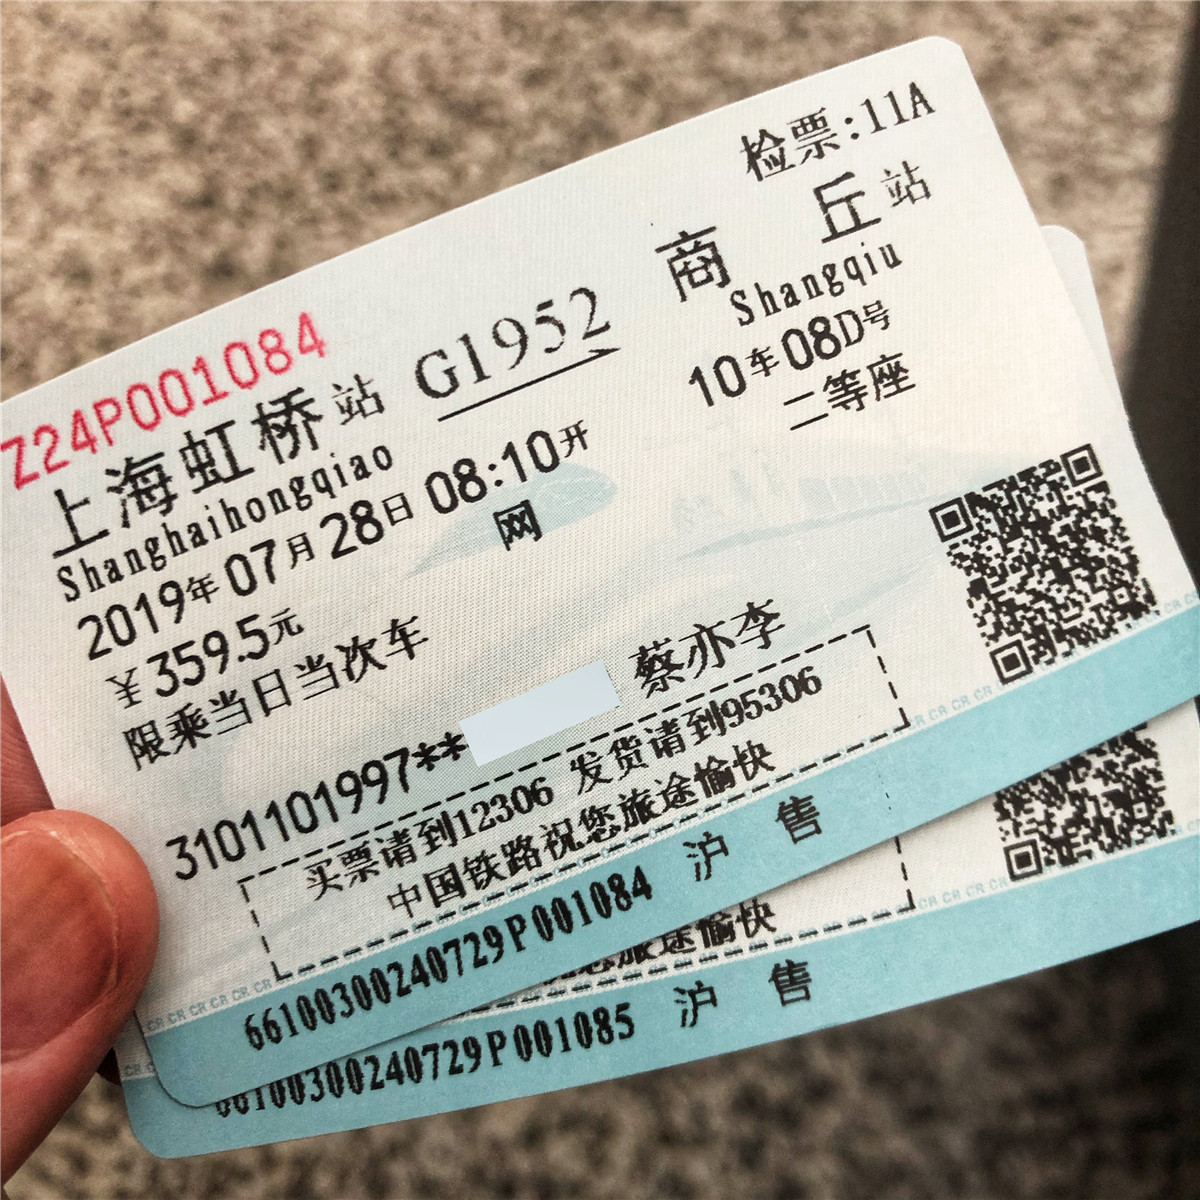 检票:11A
Z24P001084
上海虹桥站 G1952 商丘站
Shanghaihongqiao Shangqiu
2019年07月28日 08:10开 10车08D号
¥359.5元 网 二等座
限乘当日当次车
3101101997** 蔡亦李
买票请到12306 发货请到95306
中国铁路祝您旅途愉快
66100300240729P001084 沪 售
旅途愉快
66100300240729P001085 沪 售